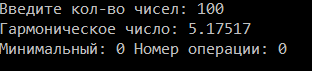 Введите кол-во чисел: 100
Гармоническое число: 5.17517
Минимальный: 0 Номер операции: 0